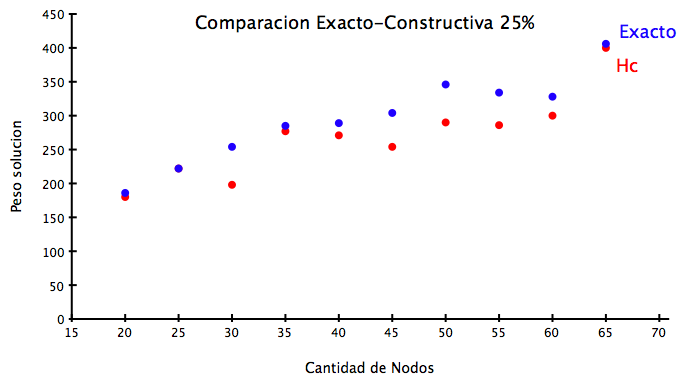 Comparacion Exacto-Constructiva 25%
Exacto
Hc
Peso solucion
450
400
350
300
250
200
150
100
50
0
15 20 25 30 35 40 45 50 55 60 65 70
Cantidad de Nodos